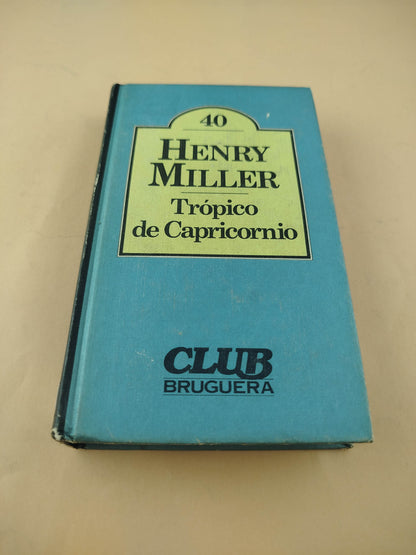 40
HENRY
MILLER
Trópico
de Capricornio
CLUB
BRUGUERA